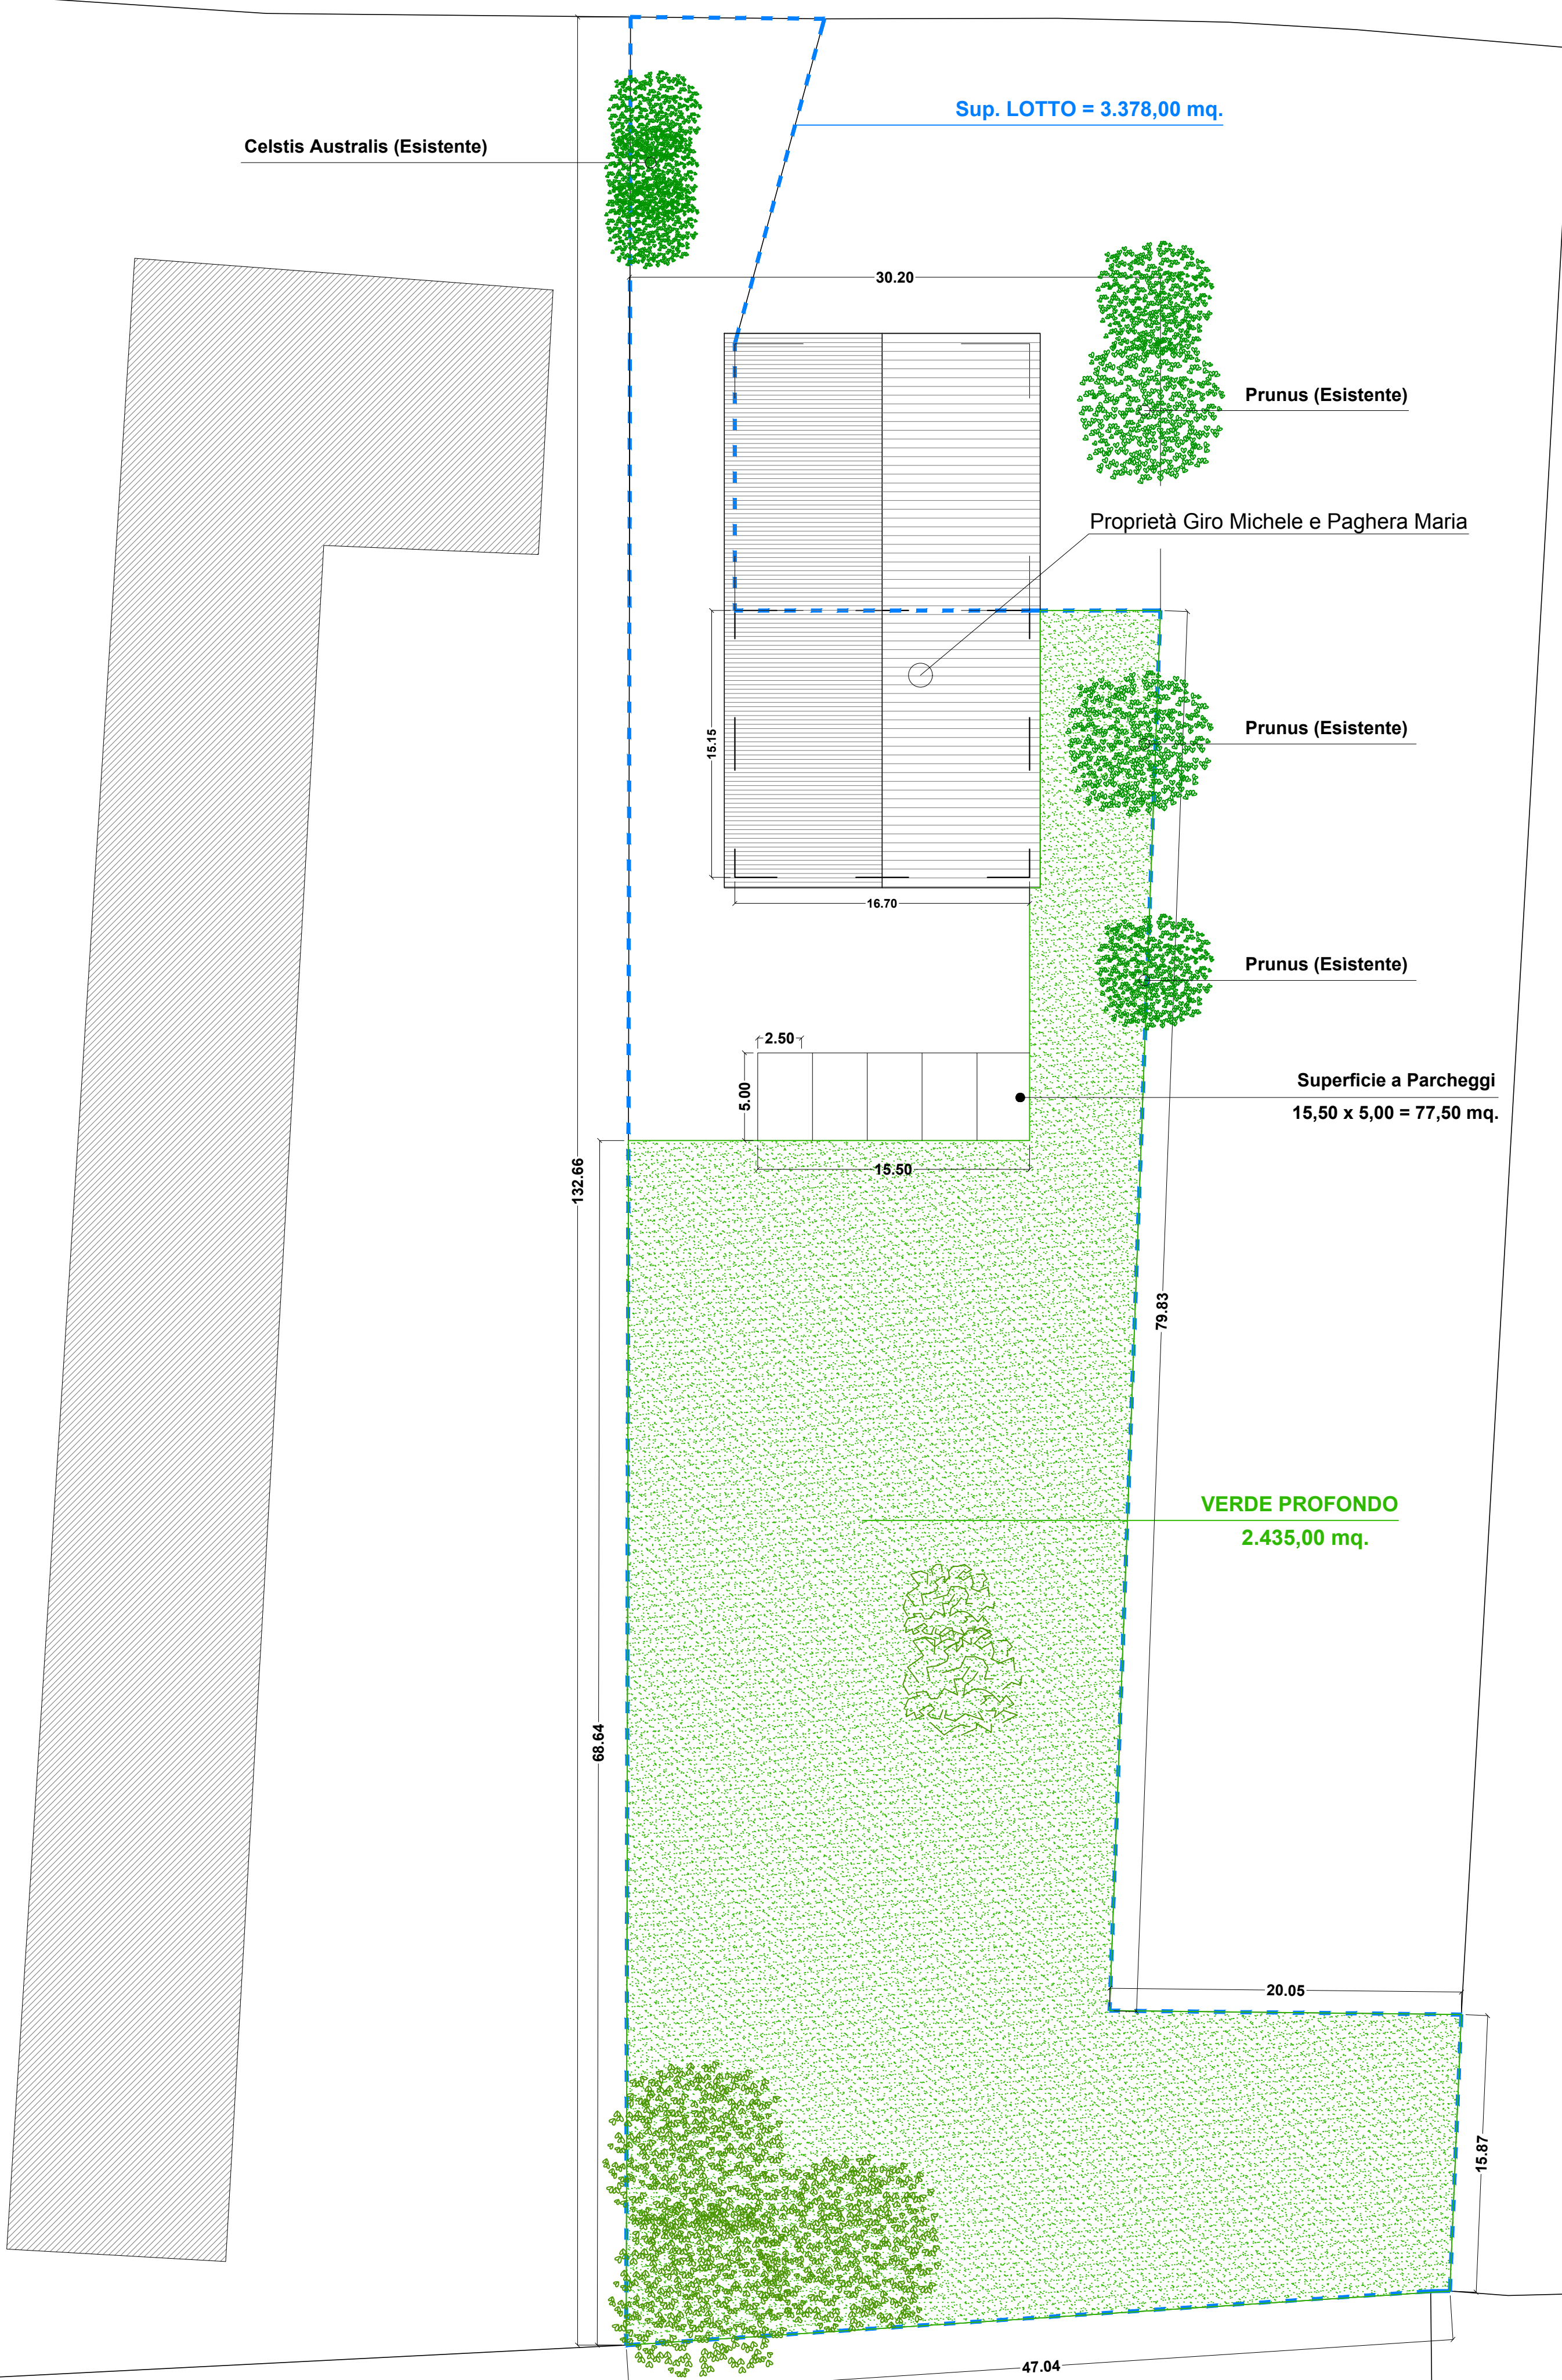 Sup. LOTTO = 3.378,00 mq.
Celstis Australis (Esistente)
30.20
Prunus (Esistente)
Proprietà Giro Michele e Paghera Maria
15.15
Prunus (Esistente)
16.70
Prunus (Esistente)
2.50
5.00
Superficie a Parcheggi
15,50 x 5,00 = 77,50 mq.
15.50
132.66
79.83
VERDE PROFONDO
2.435,00 mq.
68.64
20.05
15.87
47.04